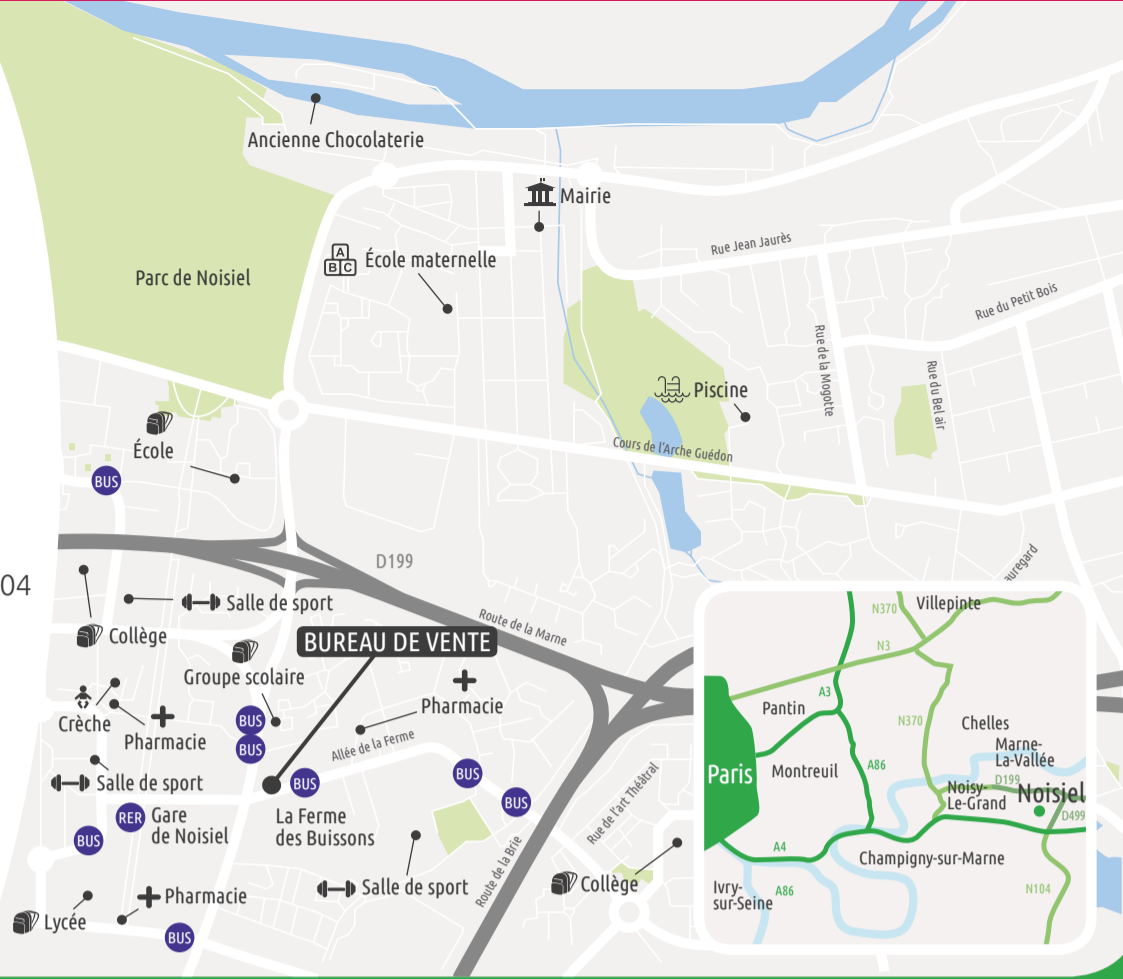 Ancienne Chocolaterie
Mairie
A
B C
École maternelle
Rue Jean Jaurès
Parc de Noisiel
Rue du Petit Bois
Rue de la Mogotte
Rue du Bel air
Piscine
École
Cours de l'Arche Guédon
BUS
D199
04
auregard
Salle de sport
Collège
Route de la Marne
BUREAU DE VENTE
Groupe scolaire
Pharmacie
Crèche
Pharmacie
BUS
BUS
Allée de la Ferme
Salle de sport
BUS
BUS
BUS
RER
Gare
de Noisiel
La Ferme
des Buissons
BUS
Rue de l'art Théâtral
Route de la Brie
Salle de sport
Collège
Pharmacie
Lycée
BUS
N370
Villepinte
N3
A3
Pantin
N370
Chelles
Marne-
La-Vallée
Paris
Montreuil
A86
D199
Noisy-
Le-Grand
Noisiel
D499
A4
Champigny-sur-Marne
Ivry-
sur-Seine
A86
N104